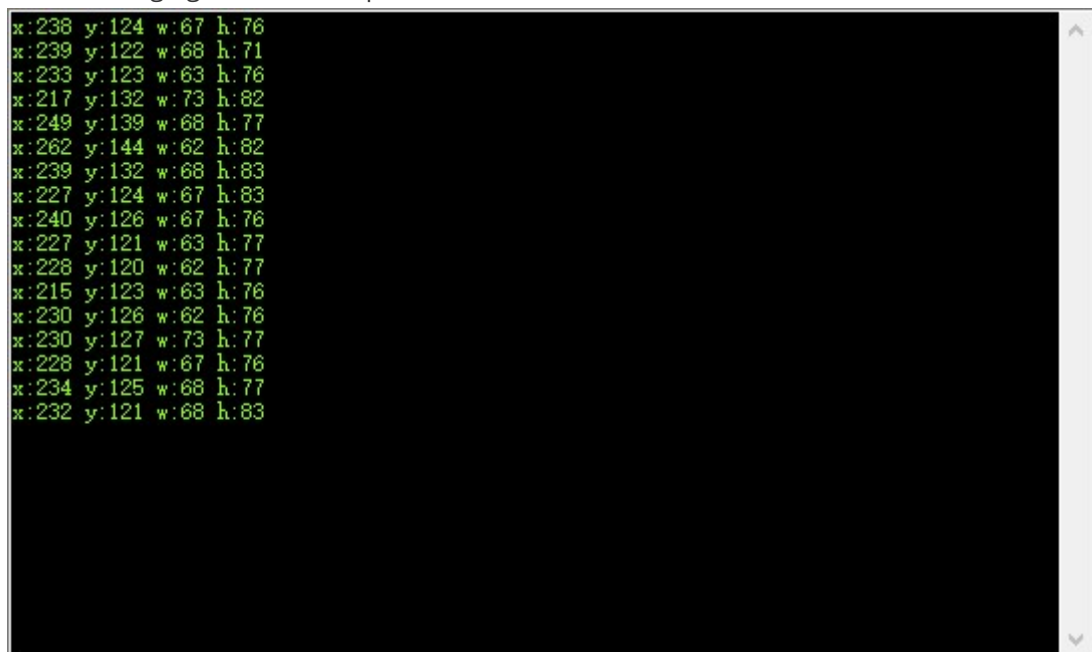 x:238 y:124 w:67 h:76
x:239 y:122 w:68 h:71
x:233 y:123 w:63 h:76
x:217 y:132 w:73 h:82
x:249 y:139 w:68 h:77
x:262 y:144 w:62 h:82
x:239 y:132 w:68 h:83
x:227 y:124 w:67 h:83
x:240 y:126 w:67 h:76
x:227 y:121 w:63 h:77
x:228 y:120 w:62 h:77
x:215 y:123 w:63 h:76
x:230 y:126 w:62 h:76
x:230 y:127 w:73 h:77
x:228 y:121 w:67 h:76
x:234 y:125 w:68 h:77
x:232 y:121 w:68 h:83